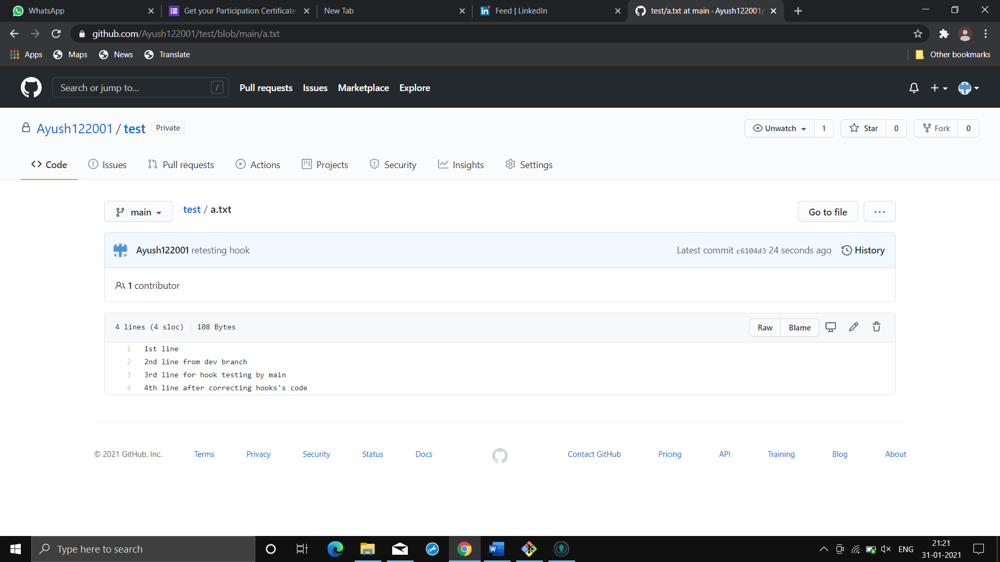 WhatsApp
Get your Participation Certificate
New Tab
in Feed | LinkedIn
test/a.txt at main · Ayush122001/
github.com/Ayush122001/test/blob/main/a.txt
Apps Maps News Translate Other bookmarks
Search or jump to... / Pull requests Issues Marketplace Explore
Ayush122001 / test Private Unwatch 1 Star 0 Fork 0
Code Issues Pull requests Actions Projects Security Insights Settings
main test / a.txt Go to file
Ayush122001 retesting hook Latest commit c6104d3 24 seconds ago History
1 contributor
4 lines (4 sloc) 108 Bytes Raw Blame
1 1st line
2 2nd line from dev branch
3 3rd line for hook testing by main
4 4th line after correcting hooks's code
© 2021 GitHub, Inc. Terms Privacy Security Status Docs Contact GitHub Pricing API Training Blog About
Type here to search W ENG 21:21
31-01-2021